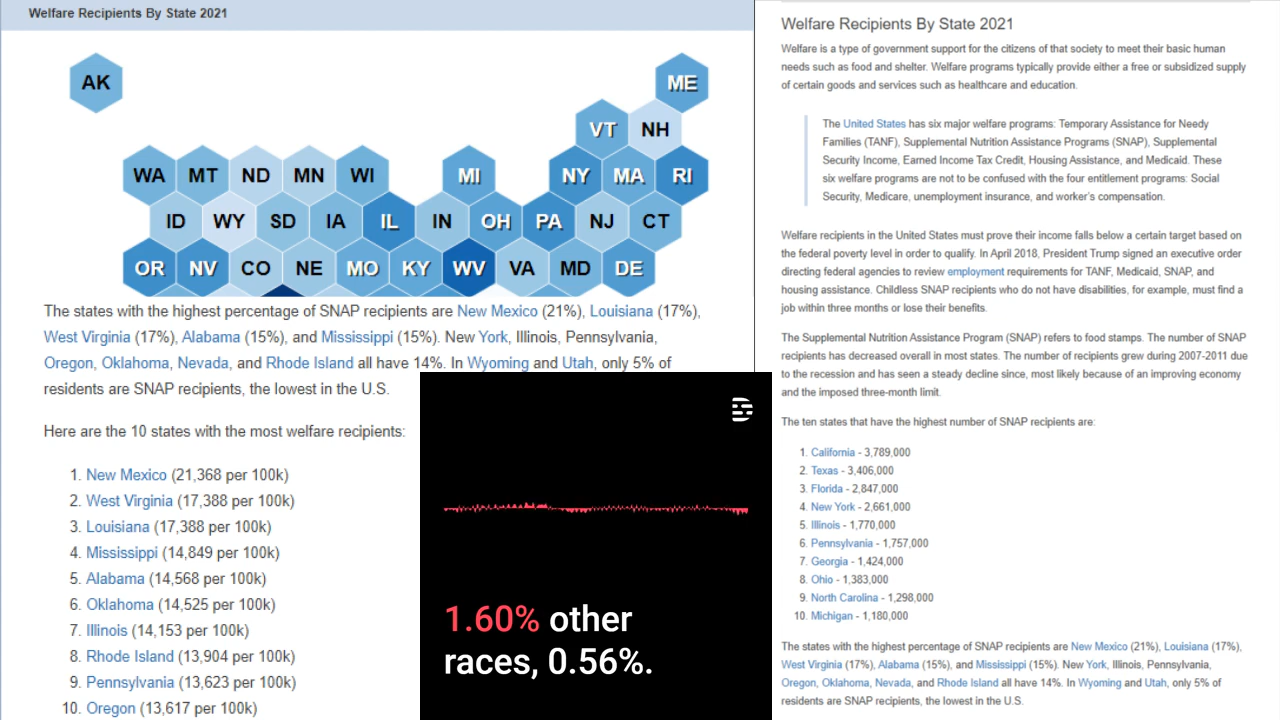 Welfare Recipients By State 2021
AK
ME
VT NH
WA MT ND MN WI MI NY MA RI
ID WY SD IA IL IN OH PA NJ CT
OR NV CO NE MO KY WV VA MD DE
The states with the highest percentage of SNAP recipients are New Mexico (21%), Louisiana (17%),
West Virginia (17%), Alabama (15%), and Mississippi (15%). New York, Illinois, Pennsylvania,
Oregon, Oklahoma, Nevada, and Rhode Island all have 14%. In Wyoming and Utah, only 5% of
residents are SNAP recipients, the lowest in the U.S.
Here are the 10 states with the most welfare recipients:
1. New Mexico (21,368 per 100k)
2. West Virginia (17,388 per 100k)
3. Louisiana (17,388 per 100k)
4. Mississippi (14,849 per 100k)
5. Alabama (14,568 per 100k)
6. Oklahoma (14,525 per 100k)
7. Illinois (14,153 per 100k)
8. Rhode Island (13,904 per 100k)
9. Pennsylvania (13,623 per 100k)
10. Oregon (13,617 per 100k)
1.60% other
races, 0.56%.
Welfare Recipients By State 2021
Welfare is a type of government support for the citizens of that society to meet their basic human
needs such as food and shelter. Welfare programs typically provide either a free or subsidized supply
of certain goods and services such as healthcare and education.
The United States has six major welfare programs: Temporary Assistance for Needy
Families (TANF), Supplemental Nutrition Assistance Programs (SNAP), Supplemental
Security Income, Earned Income Tax Credit, Housing Assistance, and Medicaid. These
six welfare programs are not to be confused with the four entitlement programs: Social
Security, Medicare, unemployment insurance, and worker's compensation.
Welfare recipients in the United States must prove their income falls below a certain target based on
the federal poverty level in order to qualify. In April 2018, President Trump signed an executive order
directing federal agencies to review employment requirements for TANF, Medicaid, SNAP, and
housing assistance. Childless SNAP recipients who do not have disabilities, for example, must find a
job within three months or lose their benefits.
The Supplemental Nutrition Assistance Program (SNAP) refers to food stamps. The number of SNAP
recipients has decreased overall in most states. The number of recipients grew during 2007-2011 due
to the recession and has seen a steady decline since, most likely because of an improving economy
and the imposed three-month limit.
The ten states that have the highest number of SNAP recipients are:
1. California - 3,789,000
2. Texas - 3,406,000
3. Florida - 2,847,000
4. New York - 2,661,000
5. Illinois - 1,770,000
6. Pennsylvania - 1,757,000
7. Georgia - 1,424,000
8. Ohio - 1,383,000
9. North Carolina - 1,298,000
10. Michigan - 1,180,000
The states with the highest percentage of SNAP recipients are New Mexico (21%), Louisiana (17%),
West Virginia (17%), Alabama (15%), and Mississippi (15%). New York, Illinois, Pennsylvania,
Oregon, Oklahoma, Nevada, and Rhode Island all have 14%. In Wyoming and Utah, only 5% of
residents are SNAP recipients, the lowest in the U.S.